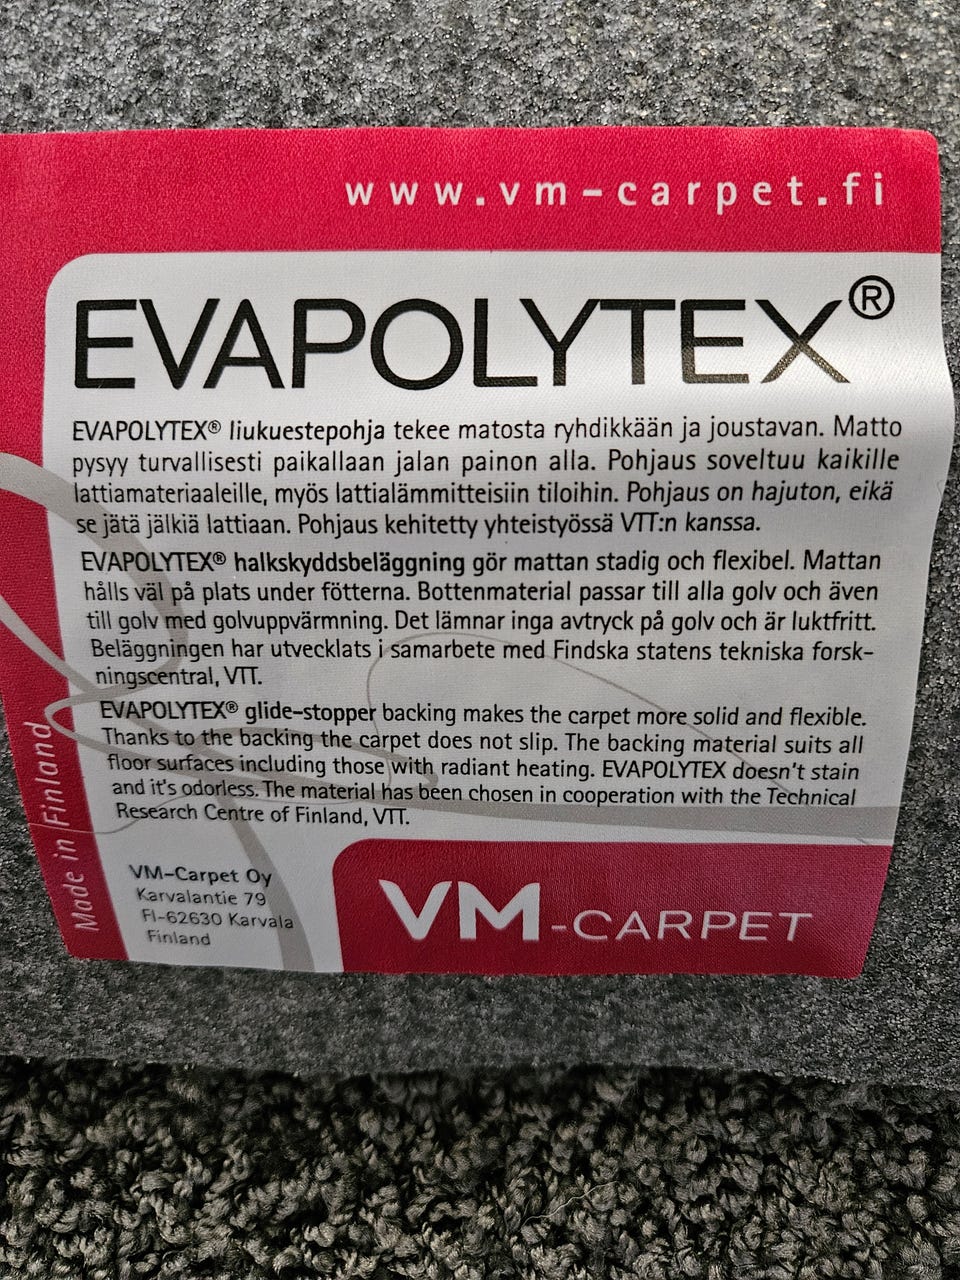 www.vm-carpet.fi
EVAPOLYTEX®
EVAPOLYTEX® liukuestepohja tekee matosta ryhdikkään ja joustavan. Matto
pysyy turvallisesti paikallaan jalan painon alla. Pohjaus soveltuu kaikille
lattiamateriaaleille, myös lattialämmitteisiin tiloihin. Pohjaus on hajuton, eikä
se jätä jälkiä lattiaan. Pohjaus kehitetty yhteistyössä VTT:n kanssa.
EVAPOLYTEX® halkskyddsbeläggning gör mattan stadig och flexibel. Mattan
hålls väl på plats under fötterna. Bottenmaterial passar till alla golv och även
till golv med golvuppvärmning. Det lämnar inga avtryck på golv och är luktfritt.
Beläggningen har utvecklats i samarbete med Findska statens tekniska forsk-
ningscentral, VTT.
EVAPOLYTEX® glide-stopper backing makes the carpet more solid and flexible.
Thanks to the backing the carpet does not slip. The backing material suits all
floor surfaces including those with radiant heating. EVAPOLYTEX doesn't stain
and it's odorless. The material has been chosen in cooperation with the Technical
Research Centre of Finland, VTT.
Made in Finland
VM-Carpet Oy
Karvalantie 79
FI-62630 Karvala
Finland
VM-CARPET